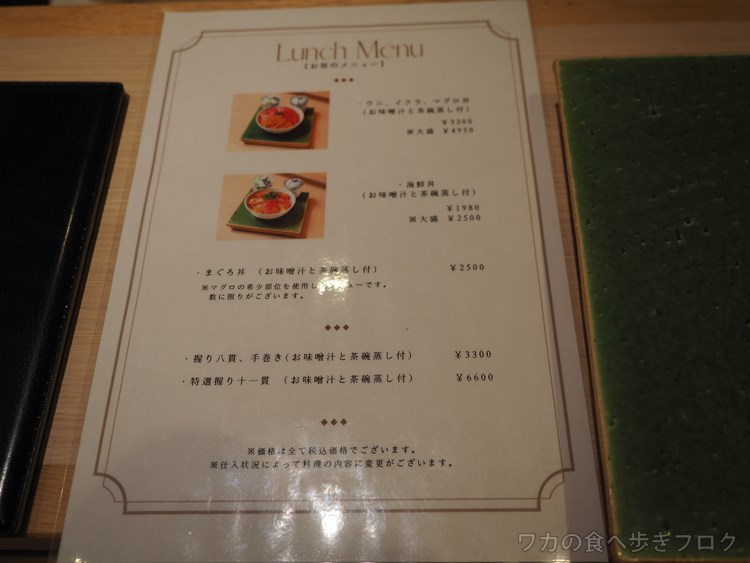 Lunch Menu
【お昼のメニュー】
・ウニ、イクラ、マグロ丼
(お味噌汁と茶碗蒸し付)
¥3300
※大盛 ¥4950
・海鮮丼
(お味噌汁と茶碗蒸し付)
¥1980
※大盛 ¥2500
・まぐろ丼 (お味噌汁と茶碗蒸し付) ¥2500
※マグロの希少部位を使用し ューです。
数に限りがございます。
・握り八貫、手巻き(お味噌汁と茶碗蒸し付) ¥3300
・特選握り十一貫 (お味噌汁と茶碗蒸し付) ¥6600
※価格は全て税込価格でございます。
※仕入状況によって料理の内容に変更がございます。
ワカの食べ歩きブログ